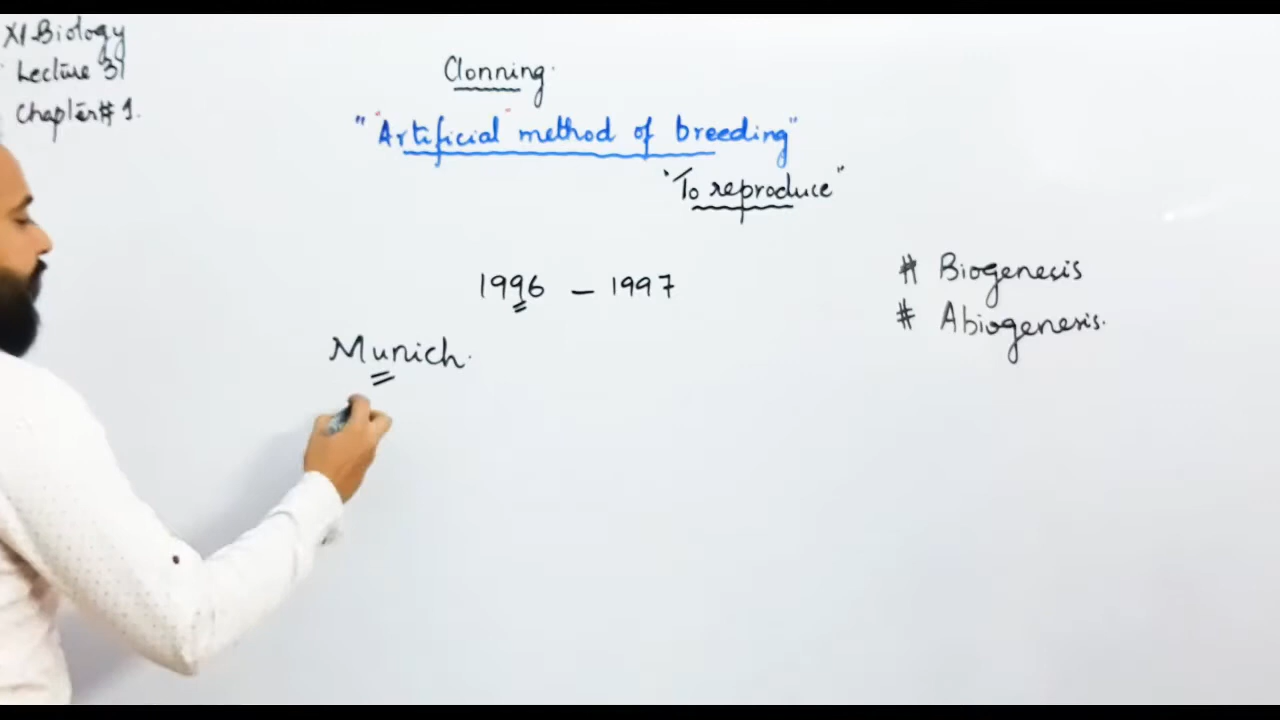 XI Biology
Lecture 31
Chapter# 1.
Clonning.
"Artificial method of breeding"
"To reproduce"
1996 – 1997
# Biogenesis
# Abiogenesis.
Munich.